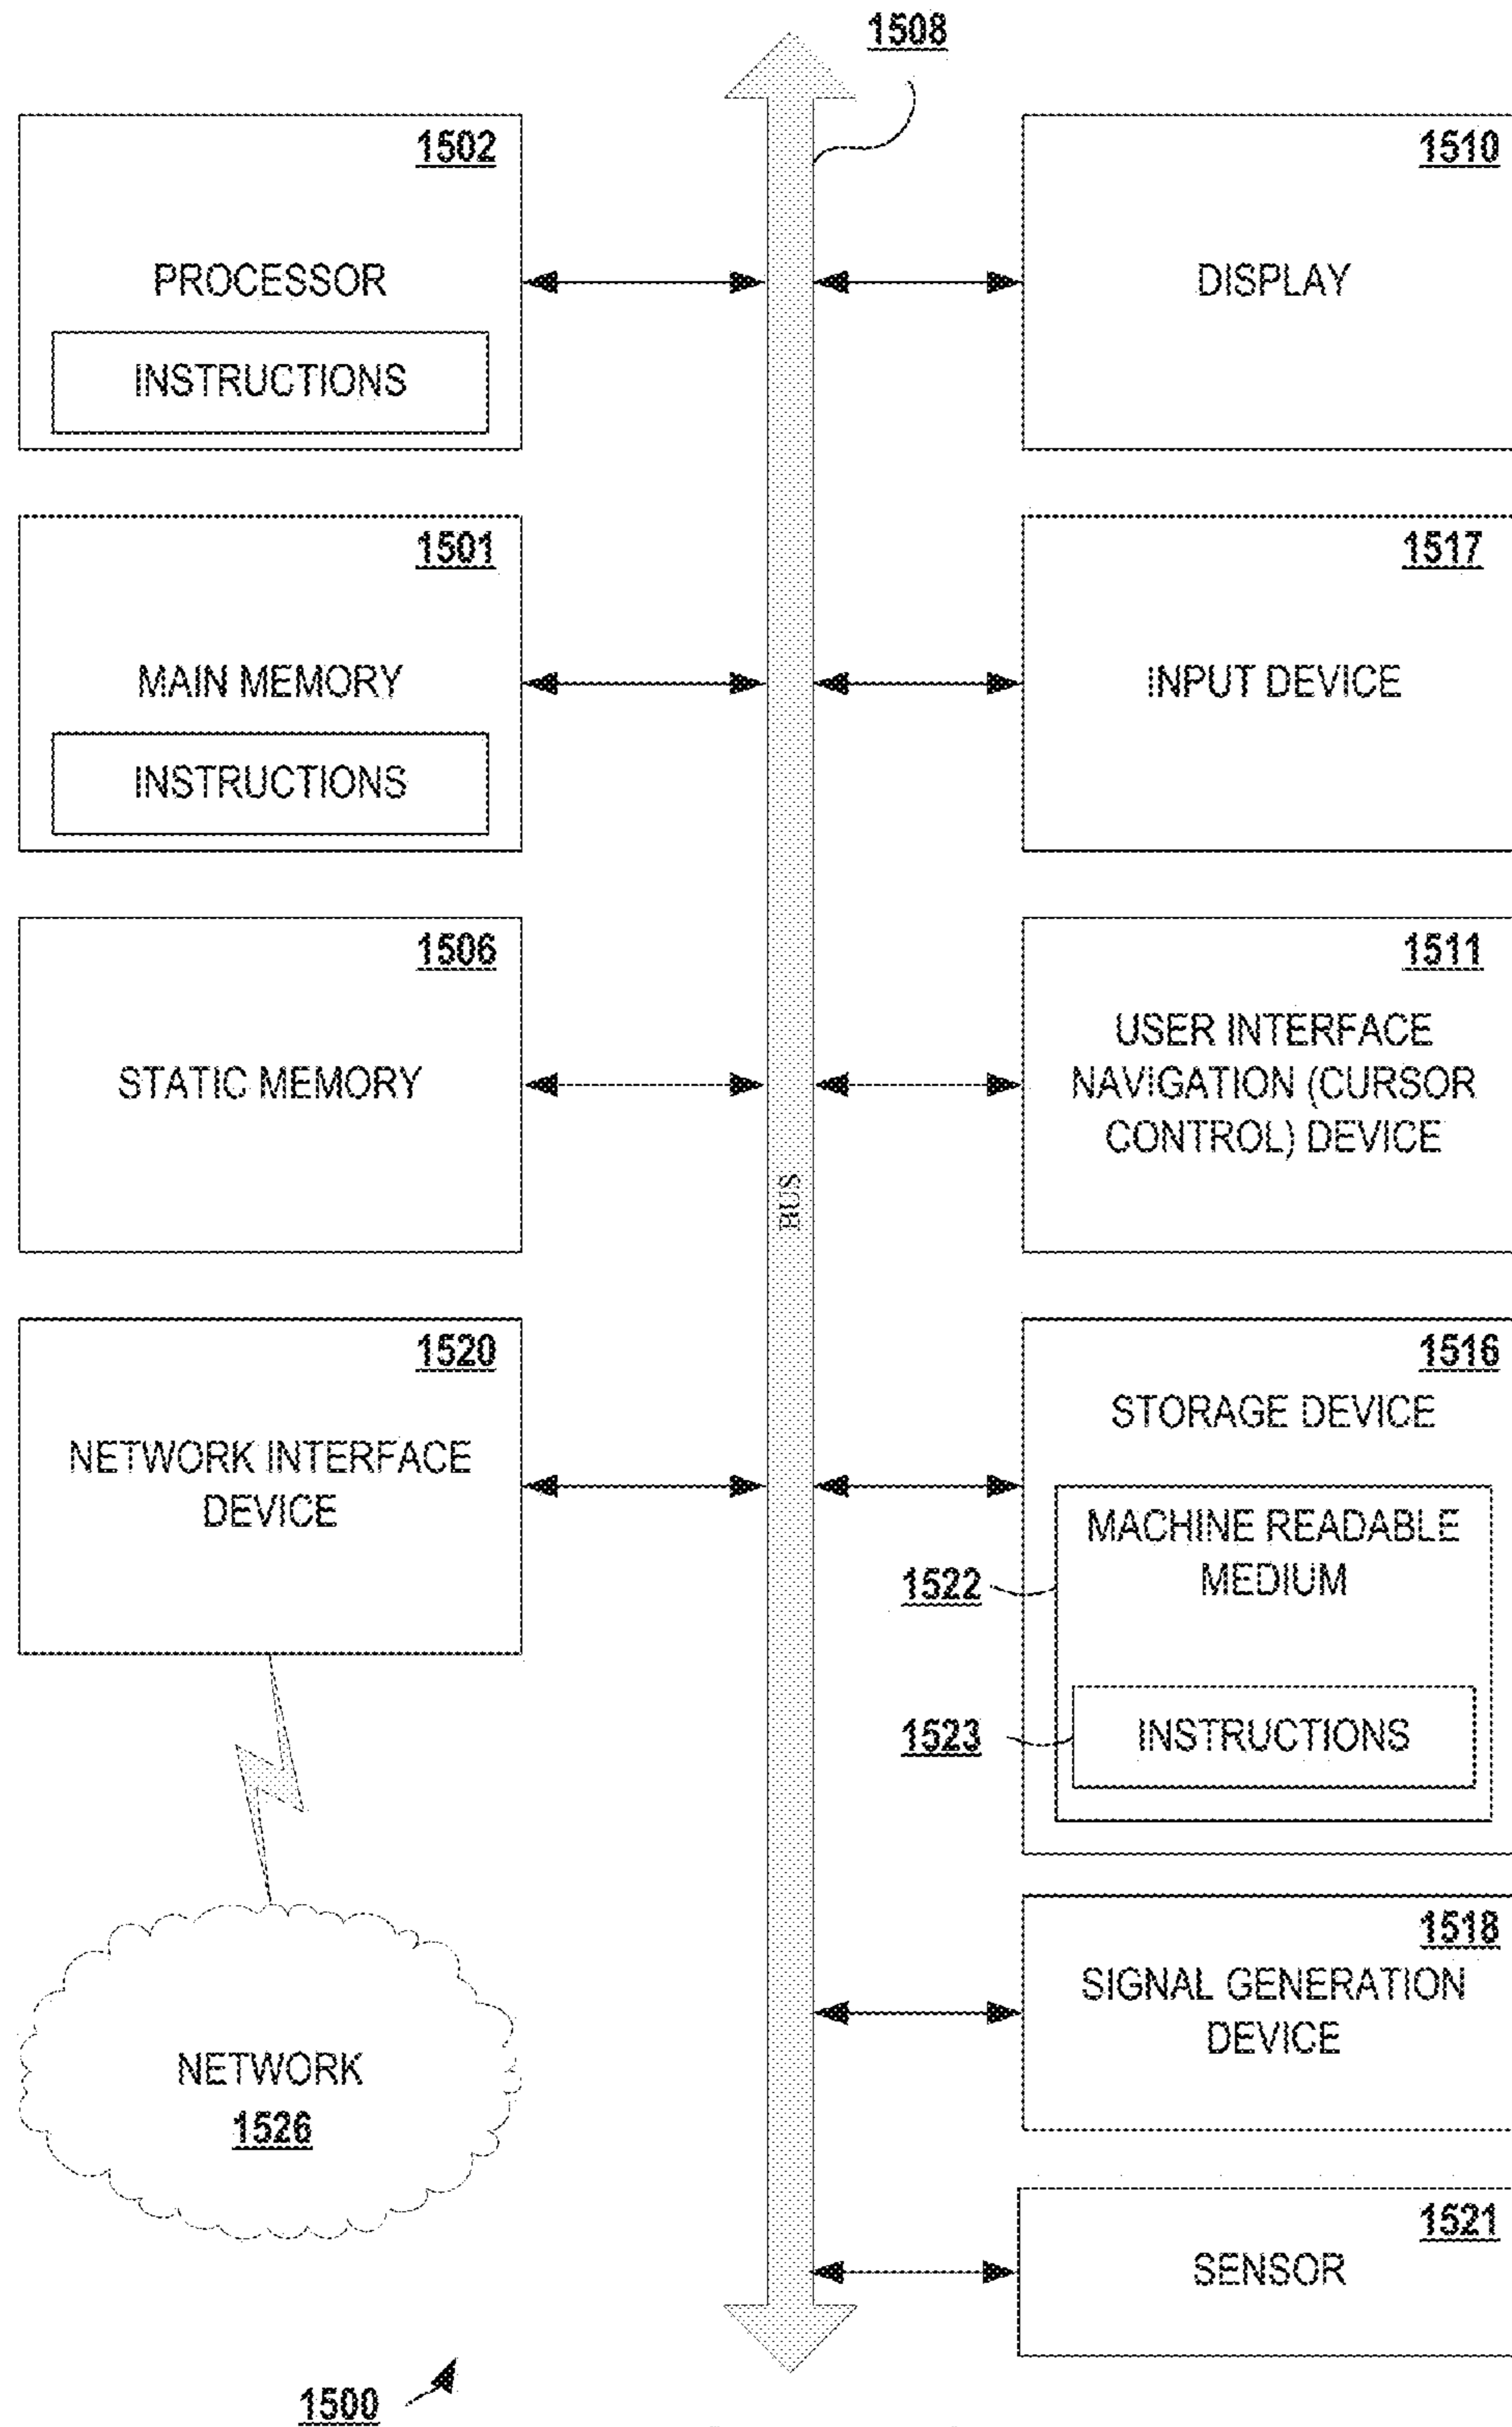 1508
1502
PROCESSOR
INSTRUCTIONS
1510
DISPLAY
1501
MAIN MEMORY
INSTRUCTIONS
1517
INPUT DEVICE
1506
STATIC MEMORY
1511
USER INTERFACE
NAVIGATION (CURSOR
CONTROL) DEVICE
BUS
1520
NETWORK INTERFACE
DEVICE
1516
STORAGE DEVICE
MACHINE READABLE
MEDIUM
1522
1523
INSTRUCTIONS
NETWORK
1526
1518
SIGNAL GENERATION
DEVICE
1521
SENSOR
1500